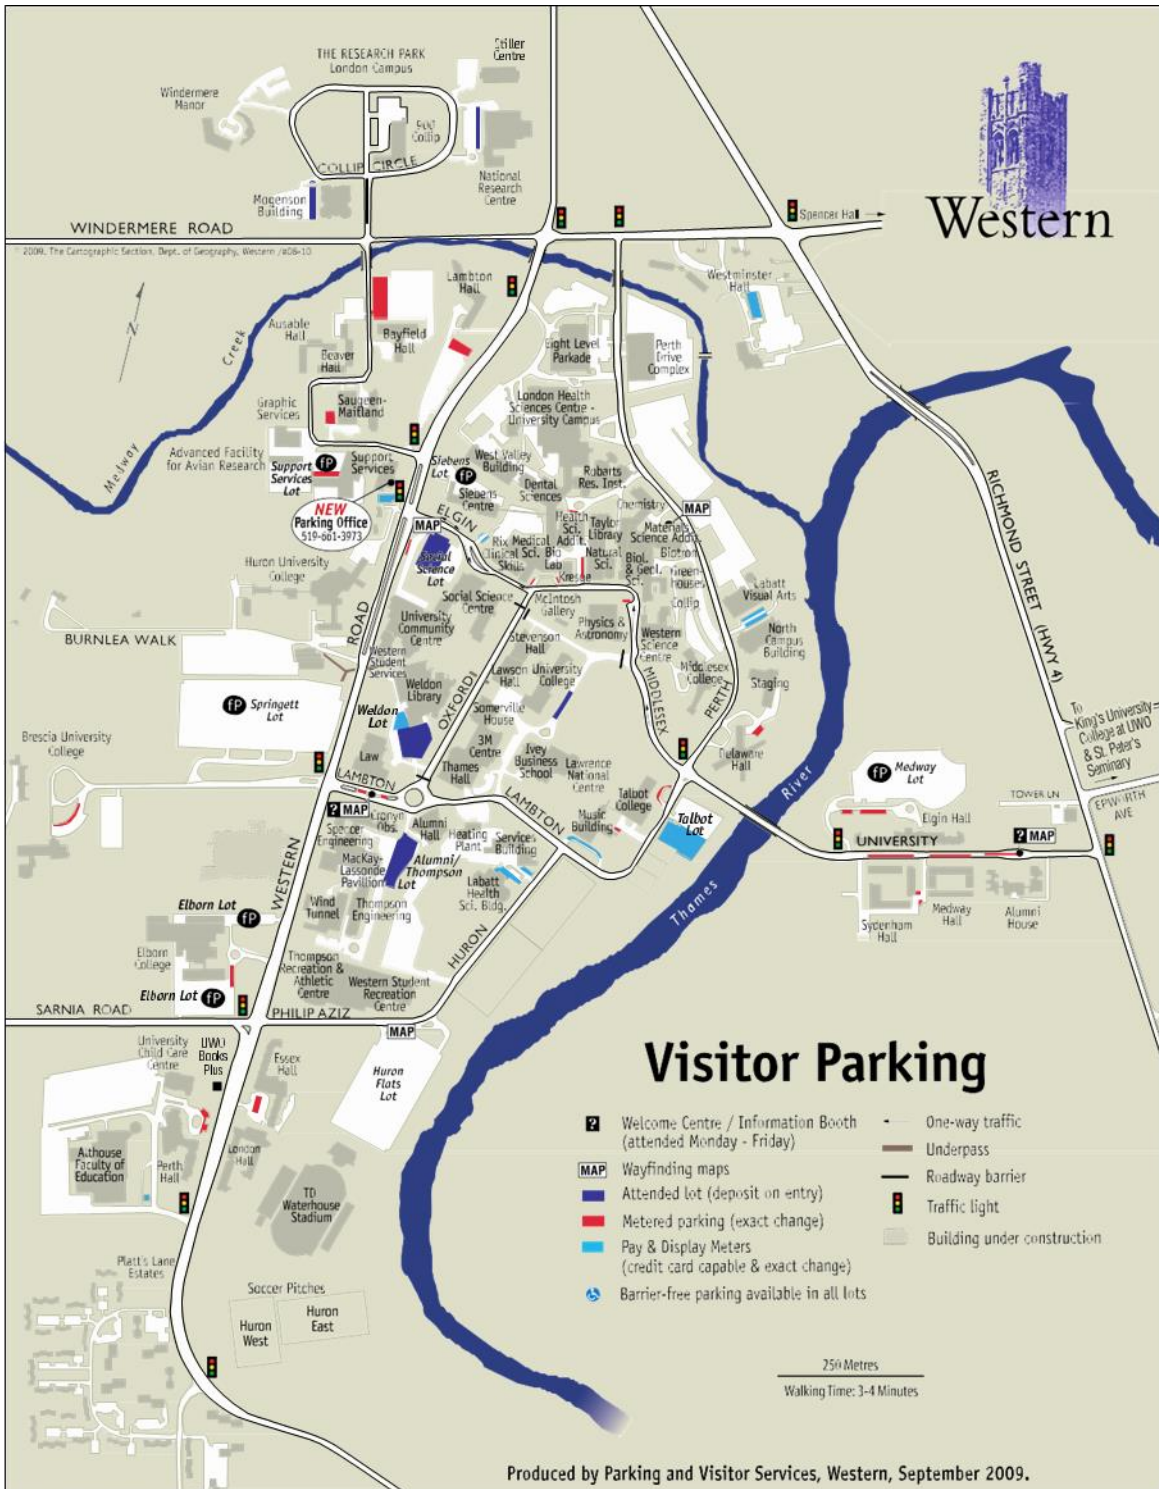 Stiller
Centre
THE RESEARCH PARK
London Campus
Windermere
Manor
900
Collip
COLLIP CIRCLE
National
Research
Centre
Mogenson
Building
WINDERMERE ROAD
Spencer Hall
Western
© 2009, The Cartographic Section, Dept. of Geography, Western /#08-10
N
Lambton
Hall
Westminster
Hall
Ausable
Hall
Bayfield
Hall
Beaver
Hall
Creek
Medway
Eight Level
Parkade
Perth
Drive
Complex
Graphic
Services
Saugeen-
Maitland
London Health
Sciences Centre -
University Campus
Advanced Facility
for Avian Research
Support
Services
Lot
fP
Support
Services
Siebens
Lot
fP
West Valley
Building
Siebens
Centre
Dental
Sciences
Robarts
Res. Inst.
RICHMOND STREET (HWY 4)
NEW
Parking Office
519-661-3973
MAP
ELGIN
Chemistry
MAP
Rix
Clinical
Skills
Medical
Sci.
Health
Sci.
Addit.
Bio
Lab
Taylor
Library
Natural
Sci.
Kresge
Materials
Science Addit.
Biotron
Biol.
& Geol.
Sci.
Green-
houses
Collip
Social
Science
Lot
Huron University
College
Social Science
Centre
McIntosh
Gallery
Labatt
Visual Arts
University
Community
Centre
Physics &
Astronomy
Western
Science
Centre
North
Campus
Building
BURNLEA WALK
ROAD
Western
Student
Services
Stevenson
Hall
Lawson
Hall
University
College
Middlesex
College
Staging
Weldon
Library
OXFORD
MIDDLESEX
PERTH
fP
Springett
Lot
Weldon
Lot
Somerville
House
3M
Centre
Ivey
Business
School
Brescia University
College
Law
Thames
Hall
Lawrence
National
Centre
Delaware
Hall
To
King's University
College at UWO
& St. Peter's
Seminary
fP
Medway
Lot
LAMBTON
TOWER LN
EPWORTH
AVE
? MAP
Cronyn
Obs.
Alumni
Hall
LAMBTON
Talbot
College
Music
Building
Talbot
Lot
River
Elgin Hall
UNIVERSITY
? MAP
Spencer
Engineering
Heating
Plant
Services
Building
MacKay-
Lassonde
Pavillion
Alumni/
Thompson
Lot
Labatt
Health
Sci. Bldg.
WESTERN
Thames
Elborn Lot
fP
Wind
Tunnel
Thompson
Engineering
HURON
Sydenham
Hall
Medway
Hall
Alumni
House
Elborn
College
Thompson
Recreation &
Athletic
Centre
Western Student
Recreation
Centre
Elborn Lot
fP
SARNIA ROAD
PHILIP AZIZ
MAP
University
Child Care
Centre
UWO
Books
Plus
Essex
Hall
Huron
Flats
Lot
Visitor Parking
Althouse
Faculty of
Education
Perth
Hall
London
Hall
TD
Waterhouse
Stadium
? Welcome Centre / Information Booth
(attended Monday - Friday)
MAP Wayfinding maps
Attended lot (deposit on entry)
Metered parking (exact change)
Pay & Display Meters
(credit card capable & exact change)
Barrier-free parking available in all lots
One-way traffic
Underpass
Roadway barrier
Traffic light
Building under construction
Platt's Lane
Estates
Soccer Pitches
Huron
West
Huron
East
250 Metres
Walking Time: 3-4 Minutes
Produced by Parking and Visitor Services, Western, September 2009.